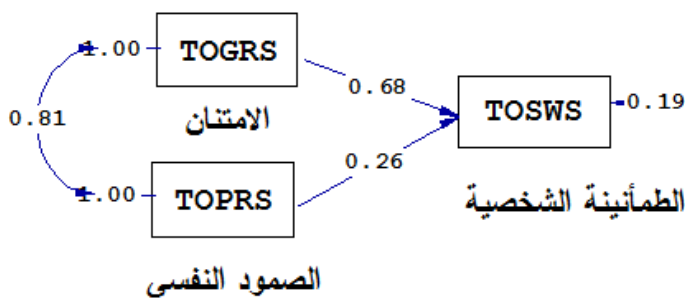 1.00
TOGRS
0.68
الامتنان
TOSWS
0.19
0.81
0.26
1.00
TOPRS
الطمأنينة الشخصية
الصمود النفسي